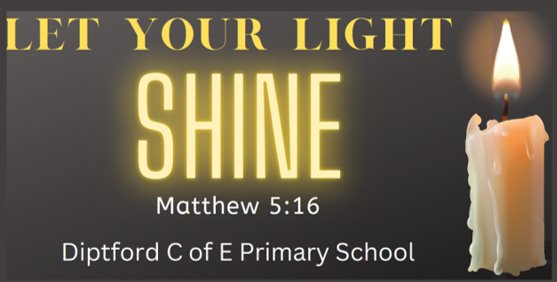 LET YOUR LIGHT
SHINE
Matthew 5:16
Diptford C of E Primary School